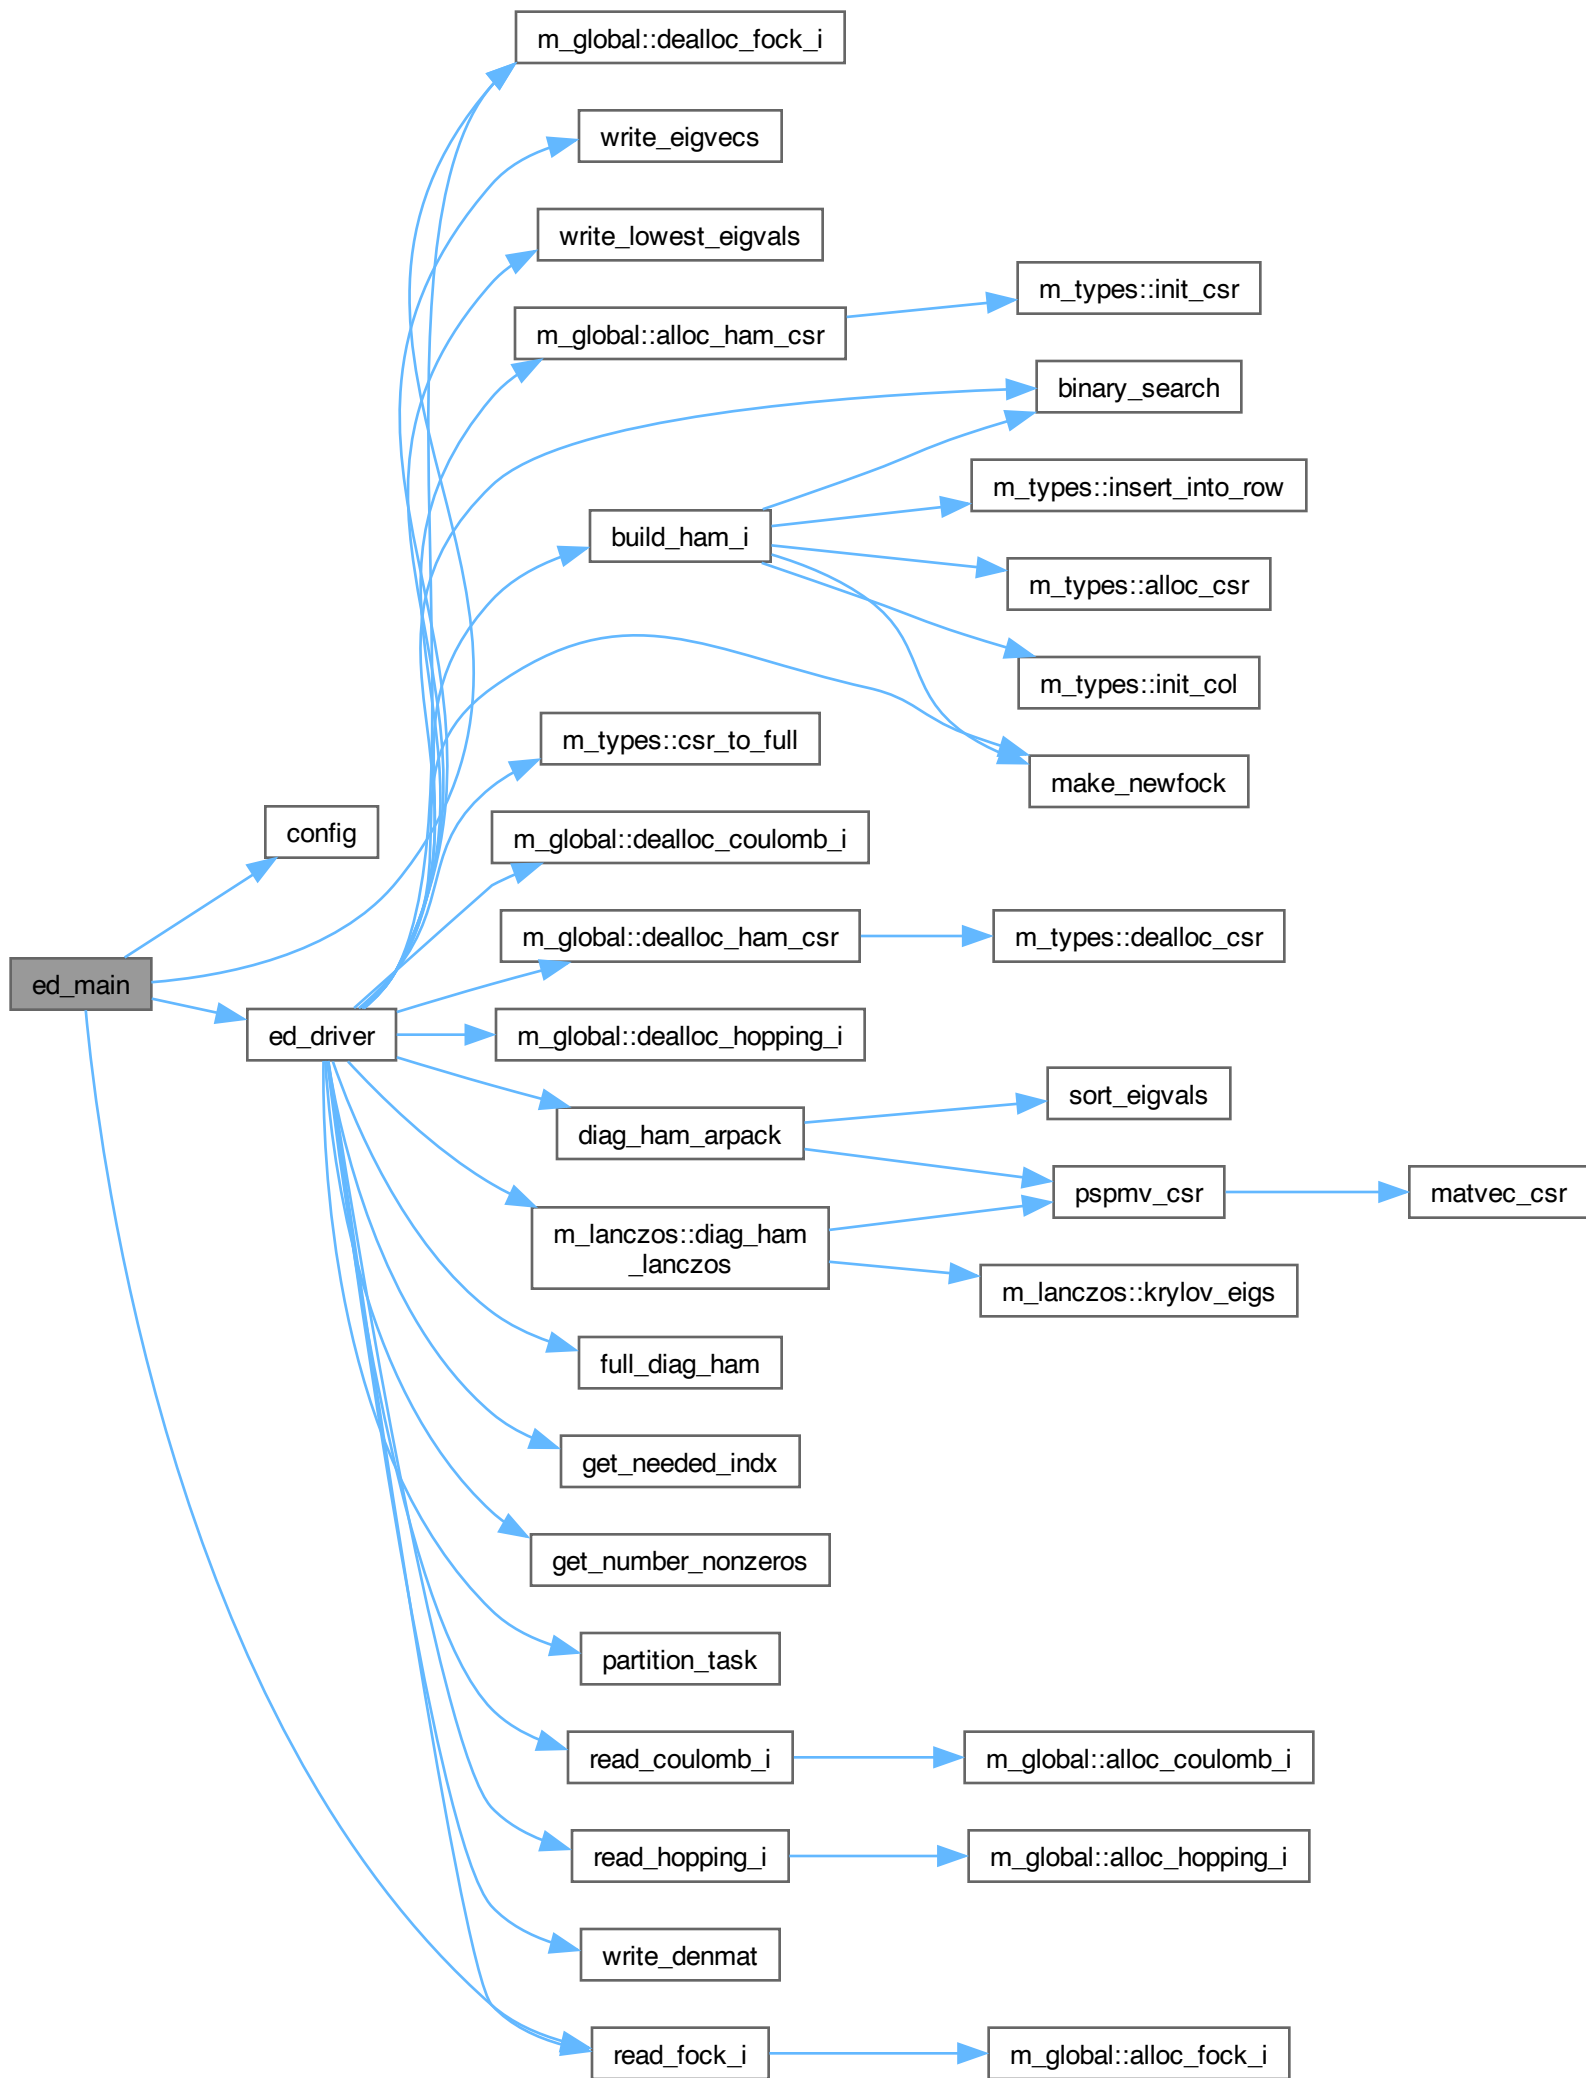 m_global::dealloc_fock_i
write_eigvecs
write_lowest_eigvals
m_types::init_csr
m_global::alloc_ham_csr
binary_search
m_types::insert_into_row
build_ham_i
m_types::alloc_csr
m_types::init_col
m_types::csr_to_full
make_newfock
config
m_global::dealloc_coulomb_i
m_global::dealloc_ham_csr
m_types::dealloc_csr
ed_main
ed_driver
m_global::dealloc_hopping_i
sort_eigvals
diag_ham_arpack
pspmv_csr
matvec_csr
m_lanczos::diag_ham
_lanczos
m_lanczos::krylov_eigs
full_diag_ham
get_needed_indx
get_number_nonzeros
partition_task
read_coulomb_i
m_global::alloc_coulomb_i
read_hopping_i
m_global::alloc_hopping_i
write_denmat
read_fock_i
m_global::alloc_fock_i